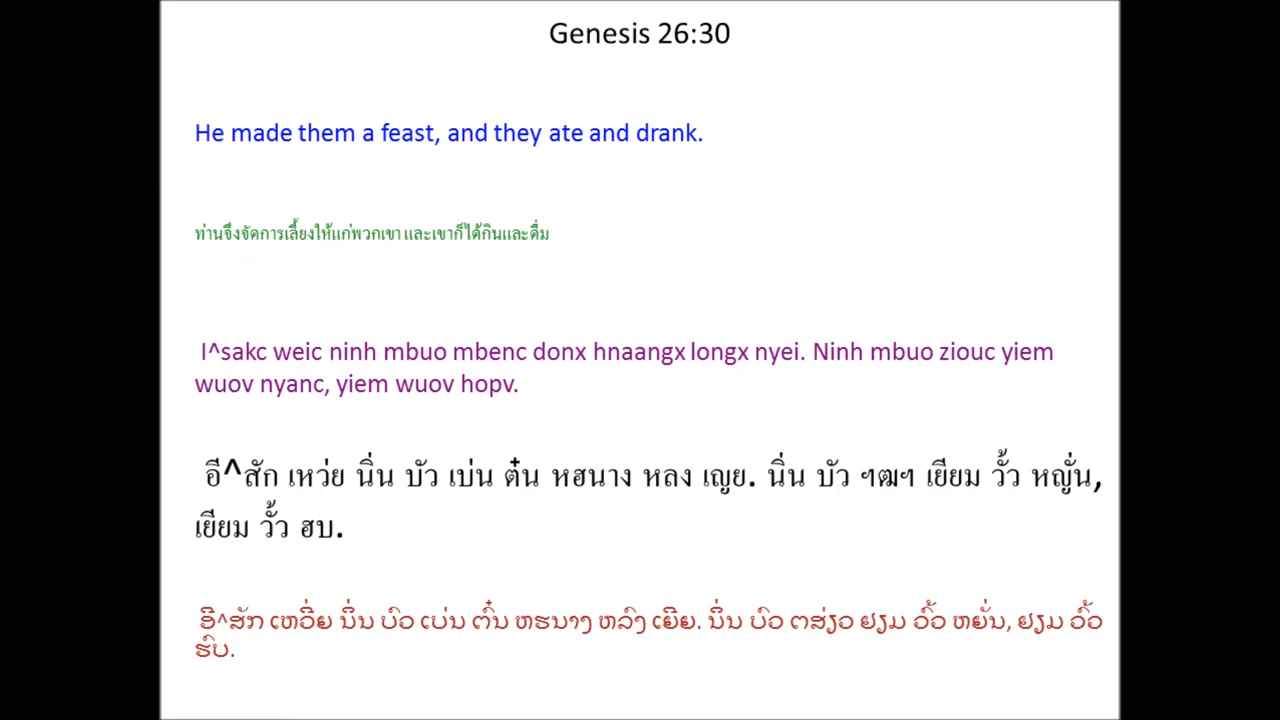 Genesis 26:30
He made them a feast, and they ate and drank.
ท่านจึงจัดการเลี้ยงให้แก่พวกเขา และเขาก็ได้กินและดื่ม
I^sakc weic ninh mbuo mbenc donx hnaangx longx nyei. Ninh mbuo ziouc yiem
wuov nyanc, yiem wuov hopv.
อี^สัก เหว่ย นิ่น บัว เบ่น ต๋น หฮนาง หลง เญย. นิ่น บัว ฯฒฯ เยียม วั้ว หญั่น,
เยียม วั้ว ฮบ.
ອີ^ສັກ ເຫວີ່ຍ ນິ່ນ ບົວ ເບ່ນ ຕົ໋ນ ຫຮນາງ ຫລົງ ເຍີຍ. ນິ່ນ ບົວ ຕສ່ຽວ ຢຽມ ວົ້ວ ຫຍັ່ນ, ຢຽມ ວົ້ວ
ຮົບ.